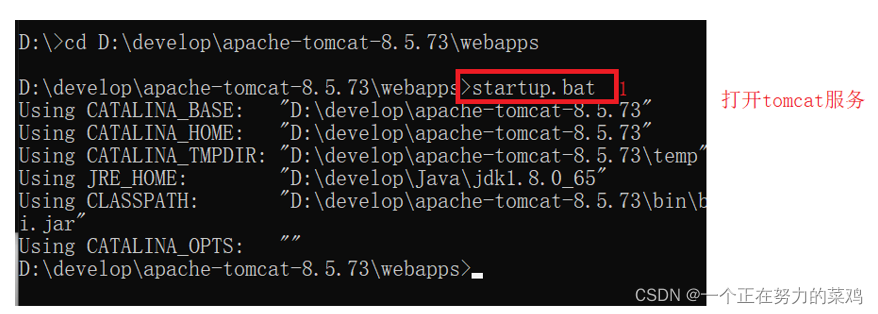 D:\>cd D:\develop\apache-tomcat-8.5.73\webapps
D:\develop\apache-tomcat-8.5.73\webapps>startup.bat 1
打开tomcat服务
Using CATALINA_BASE:   "D:\develop\apache-tomcat-8.5.73"
Using CATALINA_HOME:   "D:\develop\apache-tomcat-8.5.73"
Using CATALINA_TMPDIR: "D:\develop\apache-tomcat-8.5.73\temp"
Using JRE_HOME:        "D:\develop\Java\jdk1.8.0_65"
Using CLASSPATH:       "D:\develop\apache-tomcat-8.5.73\bin\b
i.jar"
Using CATALINA_OPTS:   ""
D:\develop\apache-tomcat-8.5.73\webapps>
CSDN @一个正在努力的菜鸡